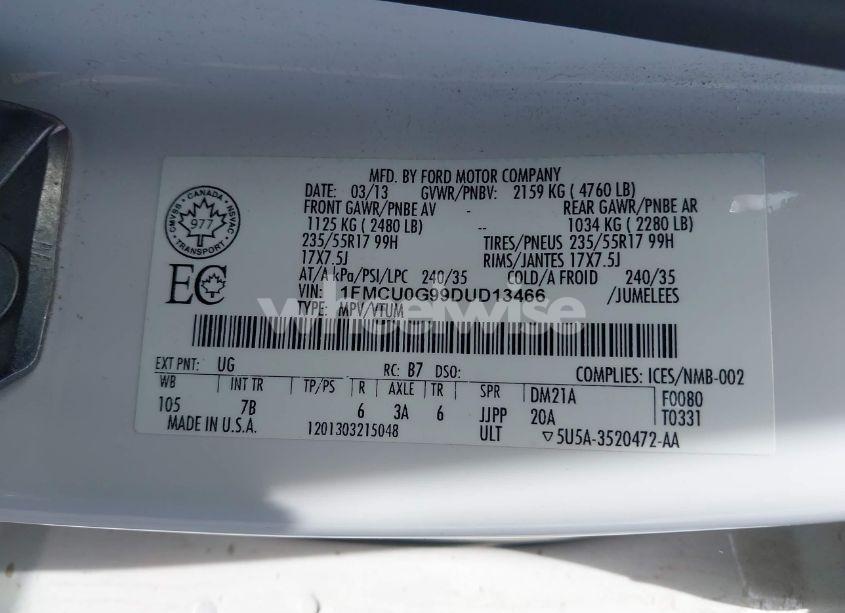 MFD. BY FORD MOTOR COMPANY
DATE: 03/13 GVWR/PNBV: 2159 KG ( 4760 LB)
FRONT GAWR/PNBE AV - REAR GAWR/PNBE AR
1125 KG ( 2480 LB) -- 1034 KG ( 2280 LB)
235/55R17 99H TIRES/PNEUS 235/55R17 99H
17X7.5J RIMS/JANTES 17X7.5J
AT/A kPa/PSI/LPC 240/35 COLD/A FROID 240/35
VIN: 1FMCU0G99DUD13466 /JUMELEES
TYPE: MPV/VTUM
CANADA
CMVSS NSVAC
977
TRANSPORT
EC
wheelwise
EXT PNT: UG RC: B7 DSO: COMPLIES: ICES/NMB-002
WB INT TR TP/PS R AXLE TR SPR DM21A F0080
105 7B 6 3A 6 JJPP 20A T0331
MADE IN U.S.A. 1201303215048 ULT ▽5U5A-3520472-AA